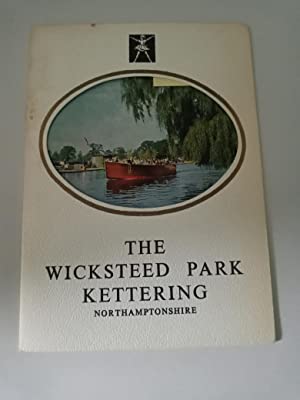 THE
WICKSTEED PARK
KETTERING
NORTHAMPTONSHIRE